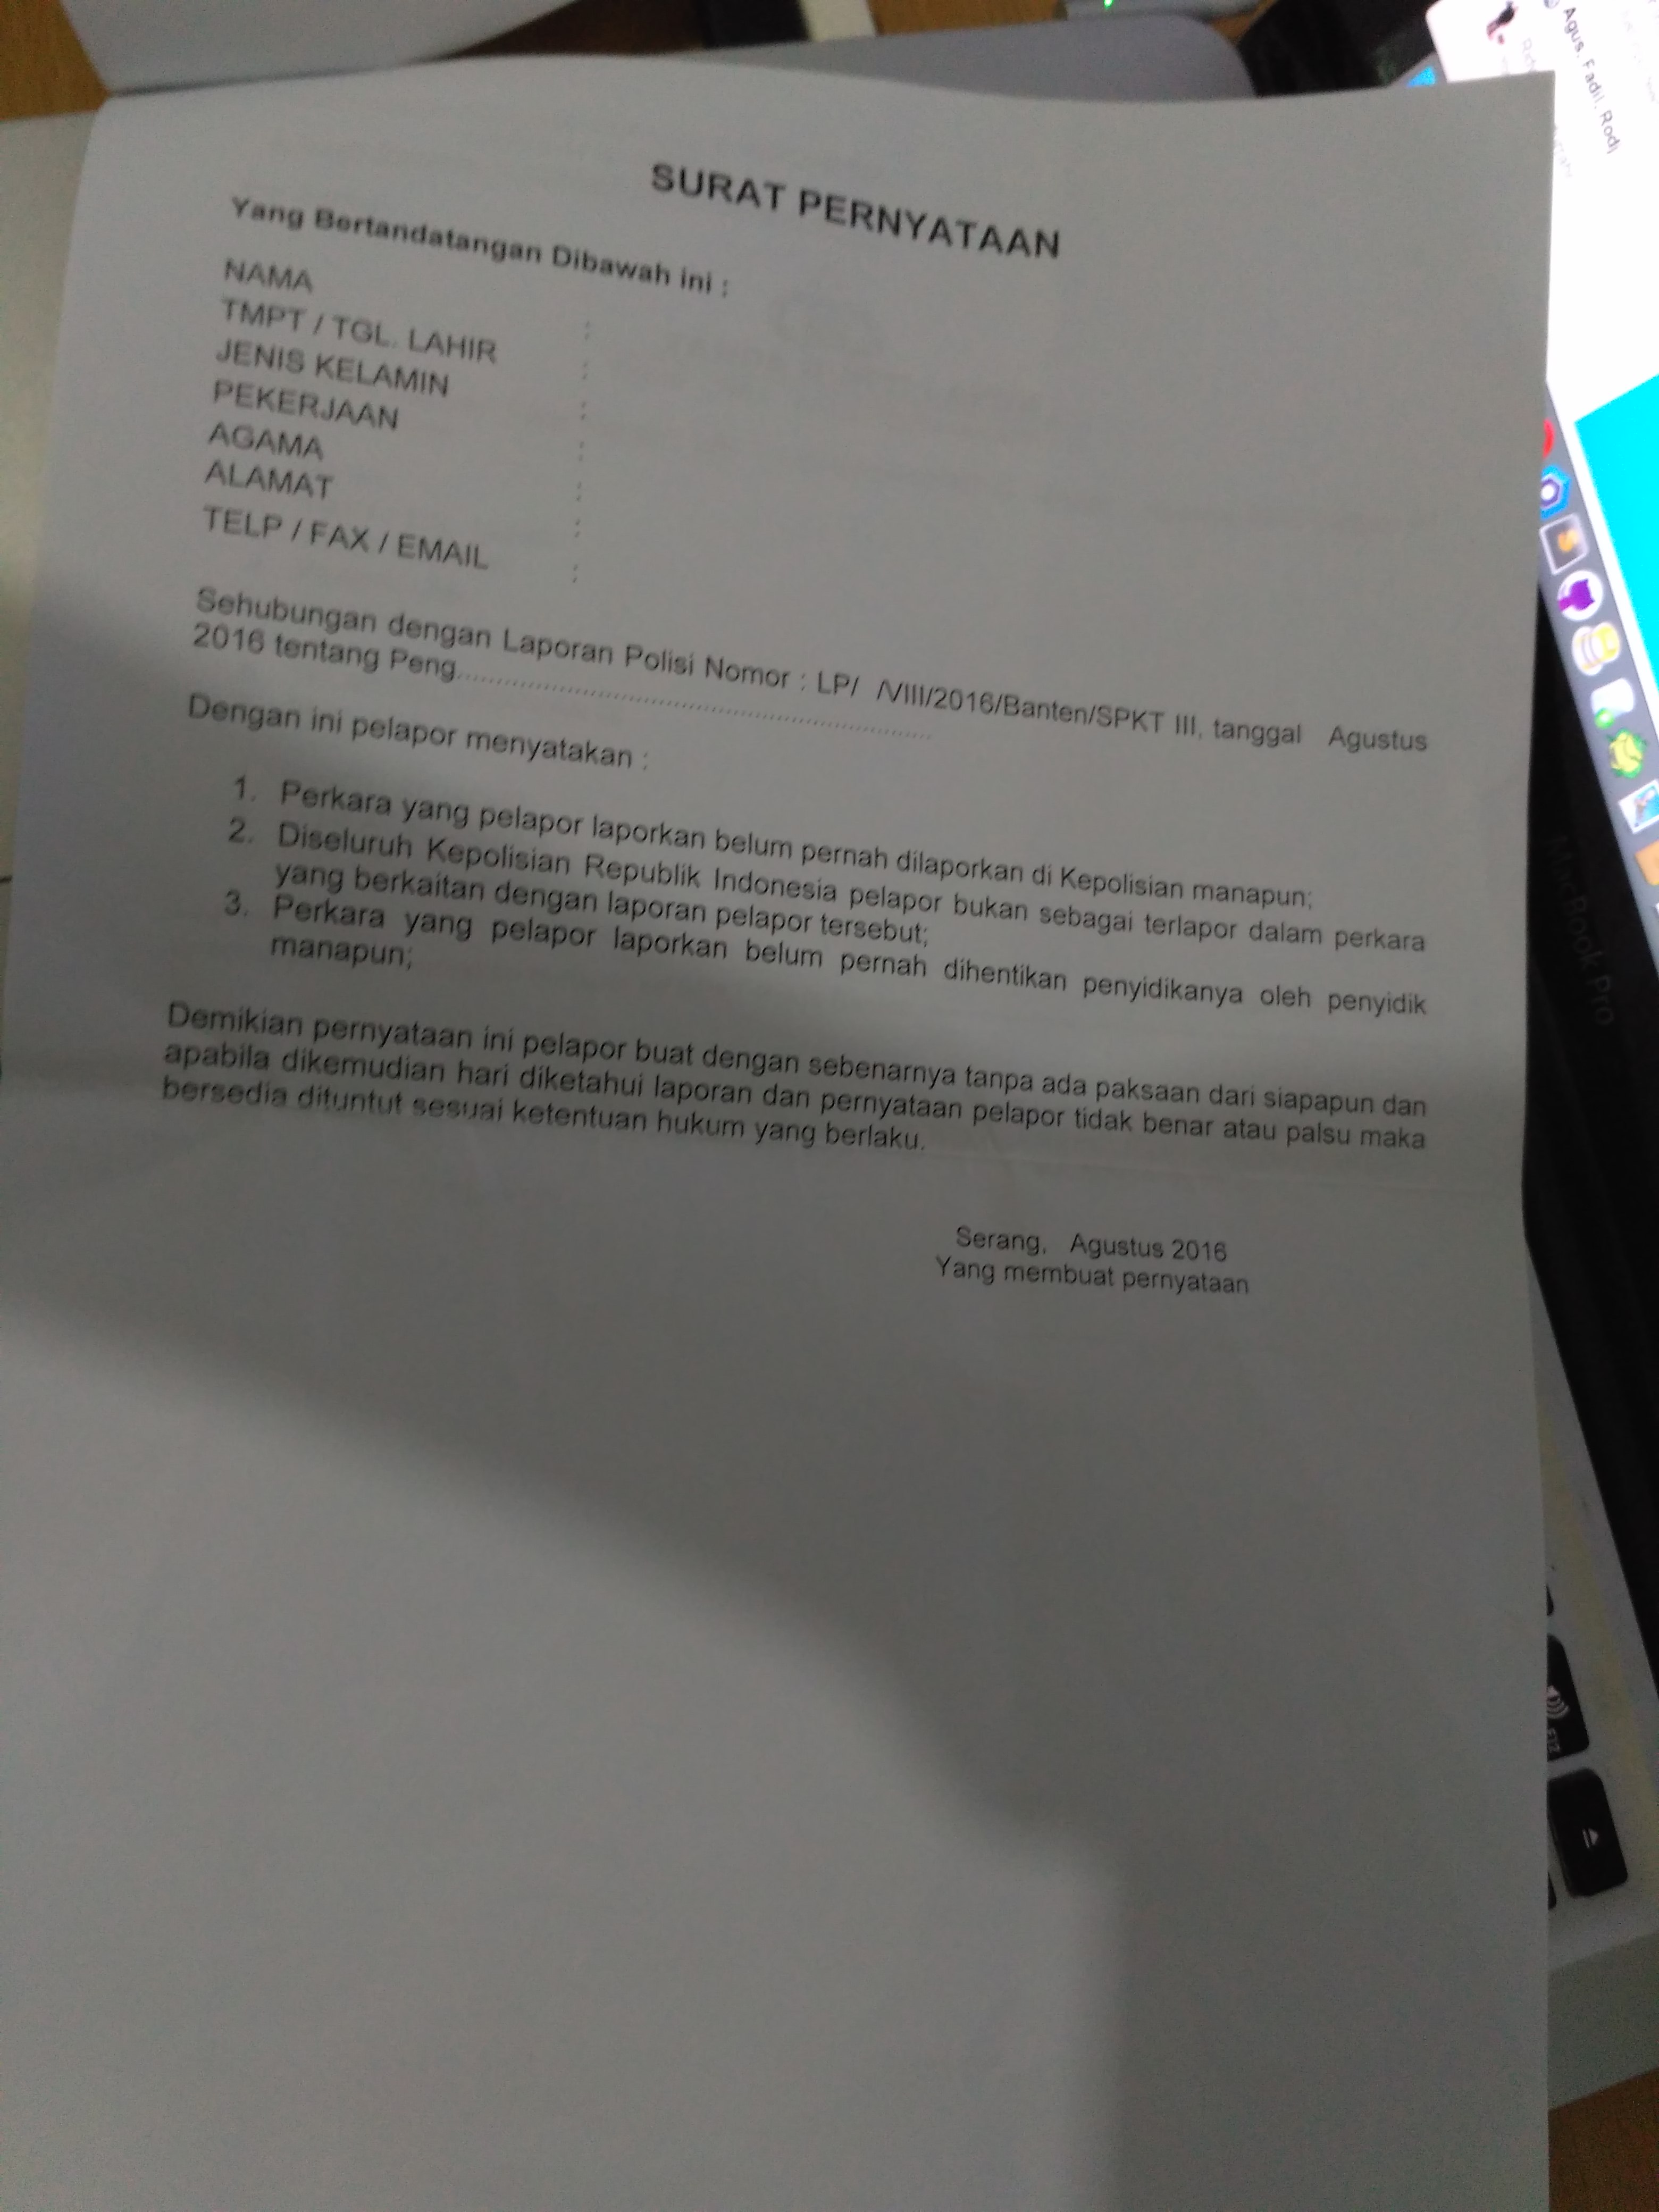 SURAT PERNYATAAN
Yang Bertandatangan Dibawah ini :
NAMA :
TMPT / TGL. LAHIR :
JENIS KELAMIN :
PEKERJAAN :
AGAMA :
ALAMAT :
TELP / FAX / EMAIL :
Sehubungan dengan Laporan Polisi Nomor : LP/ /VIII/2016/Banten/SPKT III, tanggal Agustus
2016 tentang Peng..........................................................................
Dengan ini pelapor menyatakan :
1. Perkara yang pelapor laporkan belum pernah dilaporkan di Kepolisian manapun;
2. Diseluruh Kepolisian Republik Indonesia pelapor bukan sebagai terlapor dalam perkara
yang berkaitan dengan laporan pelapor tersebut;
3. Perkara yang pelapor laporkan belum pernah dihentikan penyidikanya oleh penyidik
manapun;
Demikian pernyataan ini pelapor buat dengan sebenarnya tanpa ada paksaan dari siapapun dan
apabila dikemudian hari diketahui laporan dan pernyataan pelapor tidak benar atau palsu maka
bersedia dituntut sesuai ketentuan hukum yang berlaku.
Serang, Agustus 2016
Yang membuat pernyataan
Agus, Fadil, Rodj
MacBook Pro
F12